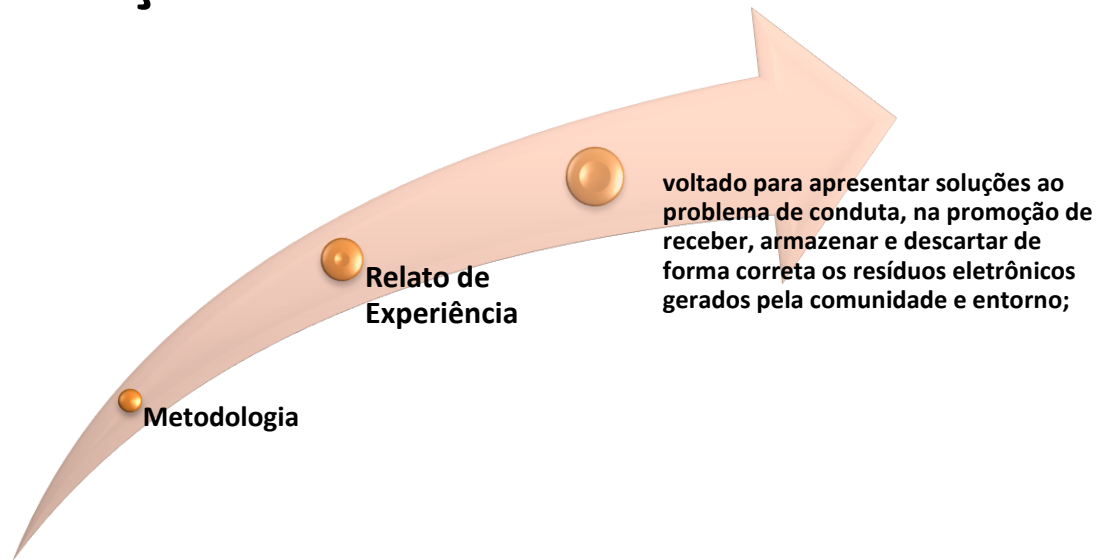 Metodologia
Relato de
Experiência
voltado para apresentar soluções ao
problema de conduta, na promoção de
receber, armazenar e descartar de
forma correta os resíduos eletrônicos
gerados pela comunidade e entorno;